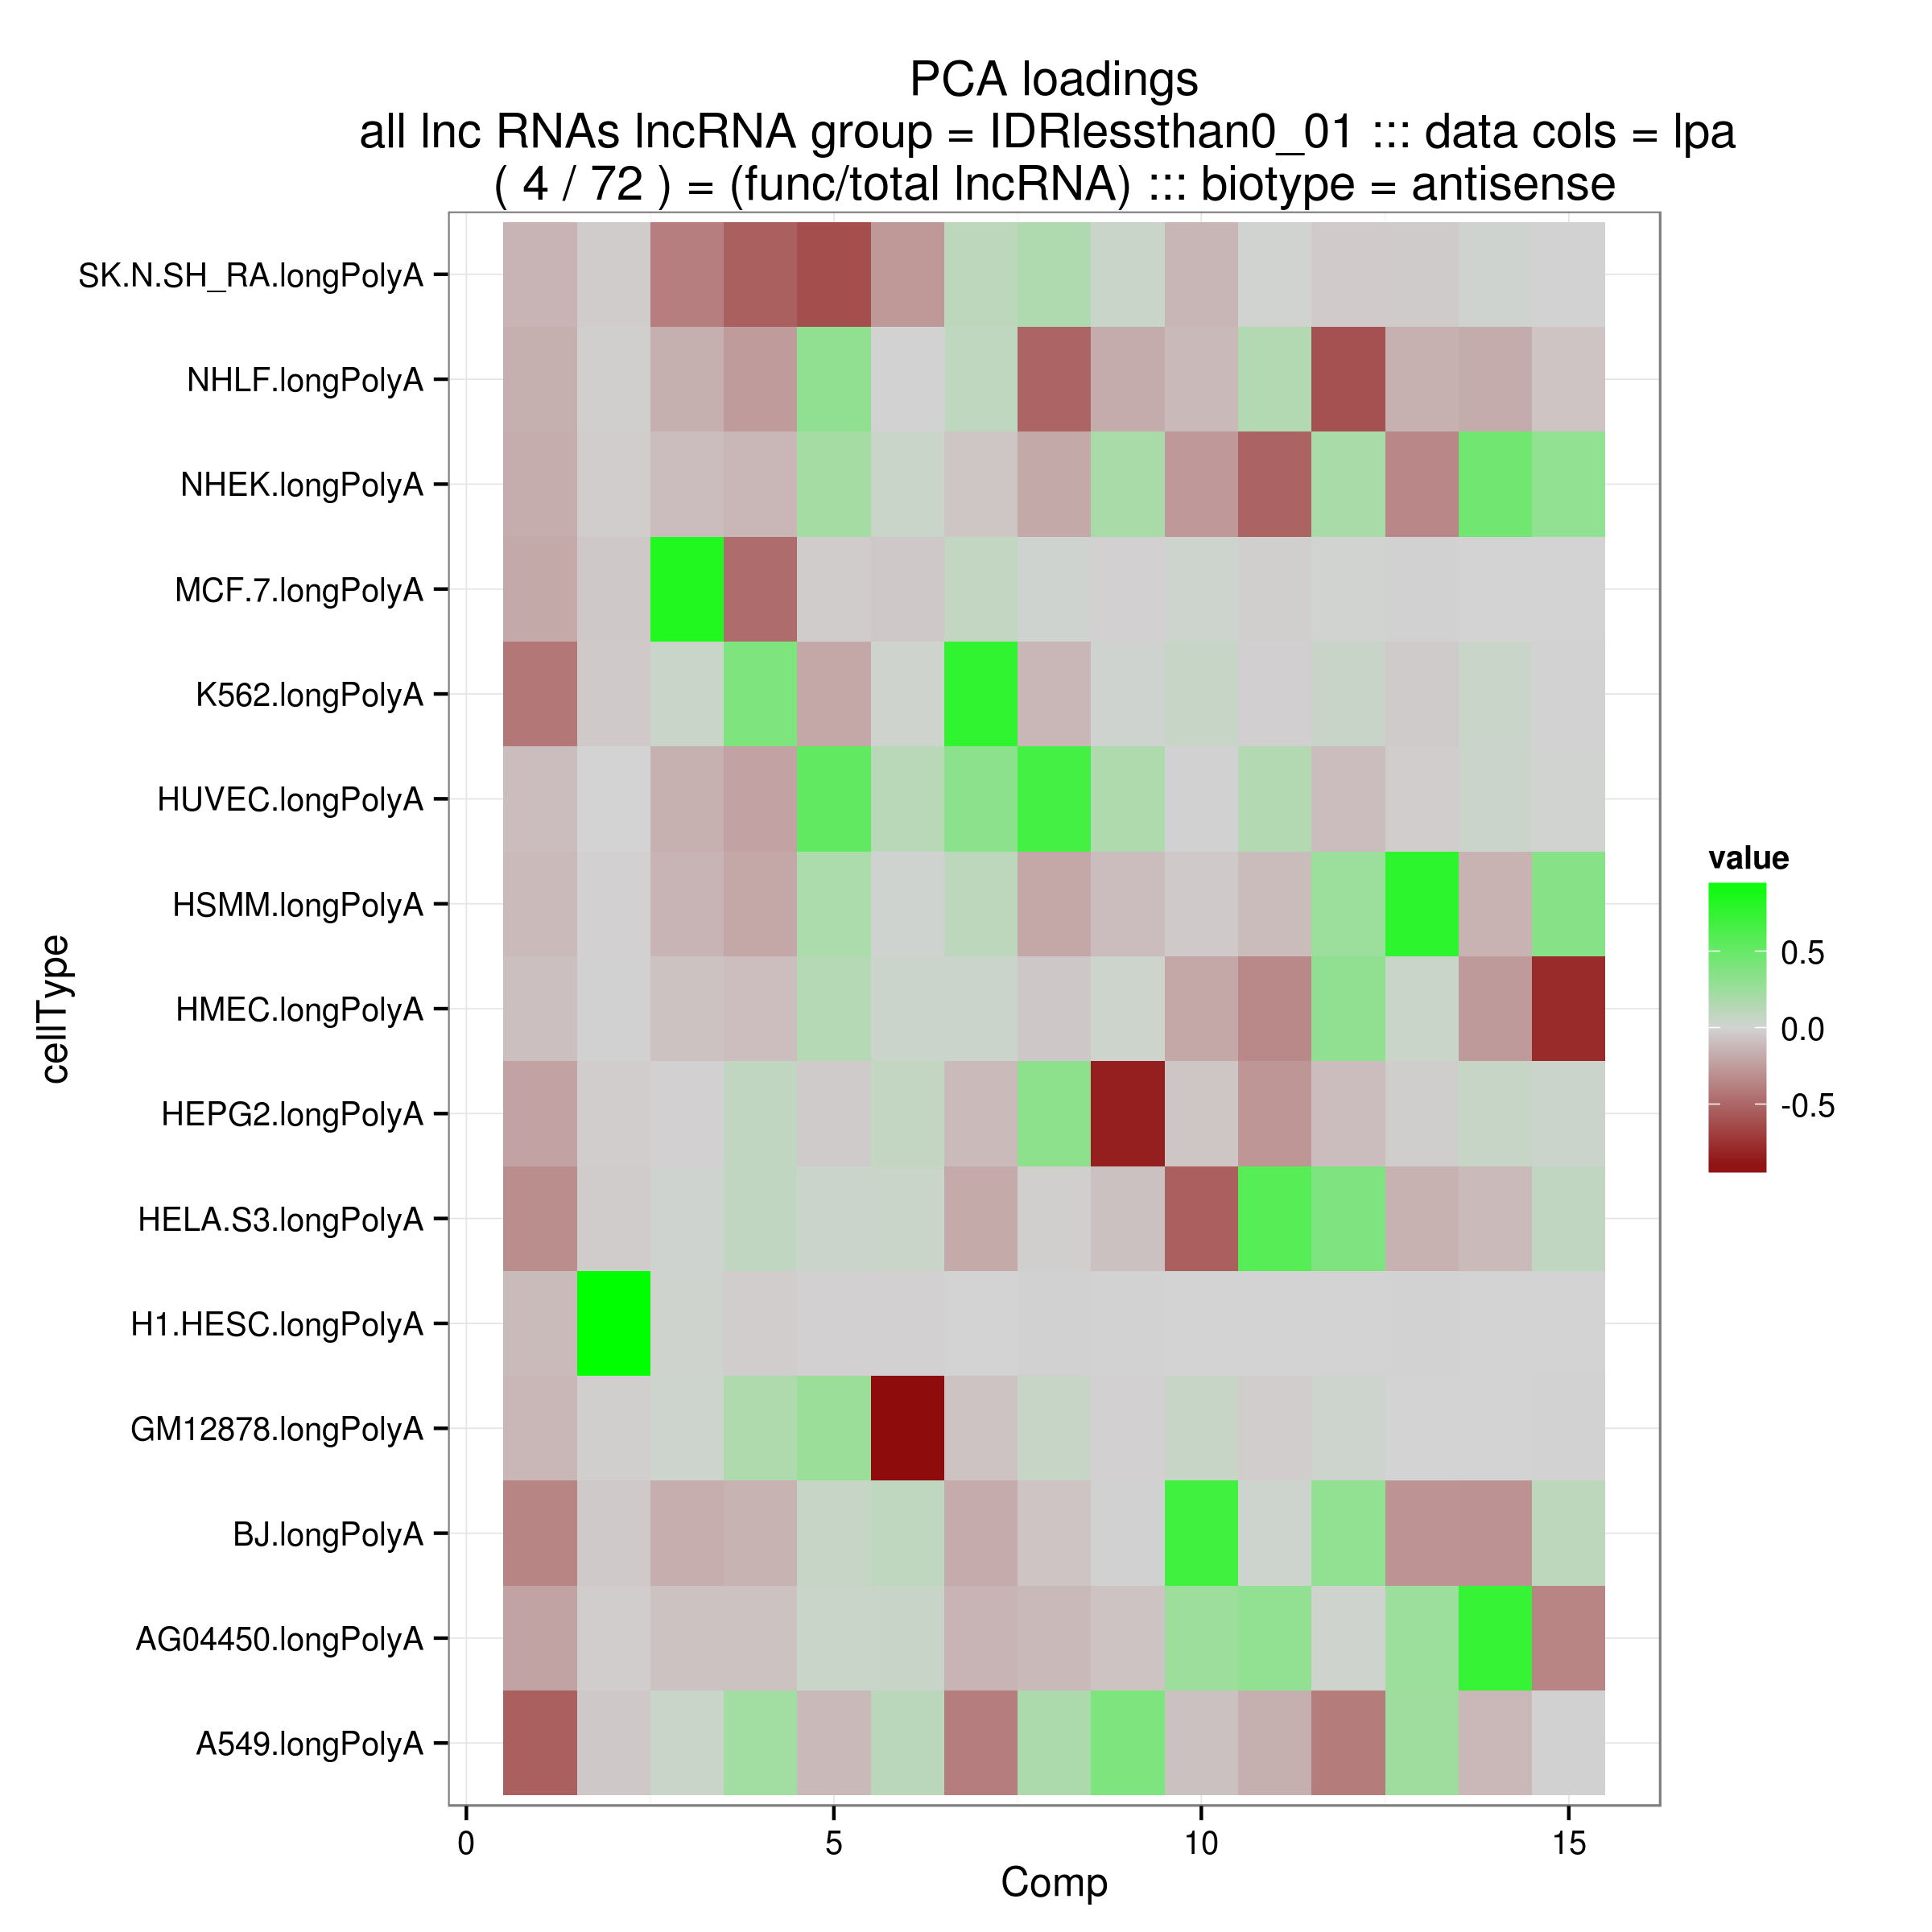 PCA loadings
all lnc RNAs lncRNA group = IDRlessthan0_01 ::: data cols = lpa
( 4 / 72 ) = (func/total lncRNA) ::: biotype = antisense
SK.N.SH_RA.longPolyA
NHLF.longPolyA
NHEK.longPolyA
MCF.7.longPolyA
K562.longPolyA
HUVEC.longPolyA
HSMM.longPolyA
HMEC.longPolyA
HEPG2.longPolyA
HELA.S3.longPolyA
H1.HESC.longPolyA
GM12878.longPolyA
BJ.longPolyA
AG04450.longPolyA
A549.longPolyA
cellType
0 5 10 15
Comp
value
0.5
0.0
-0.5